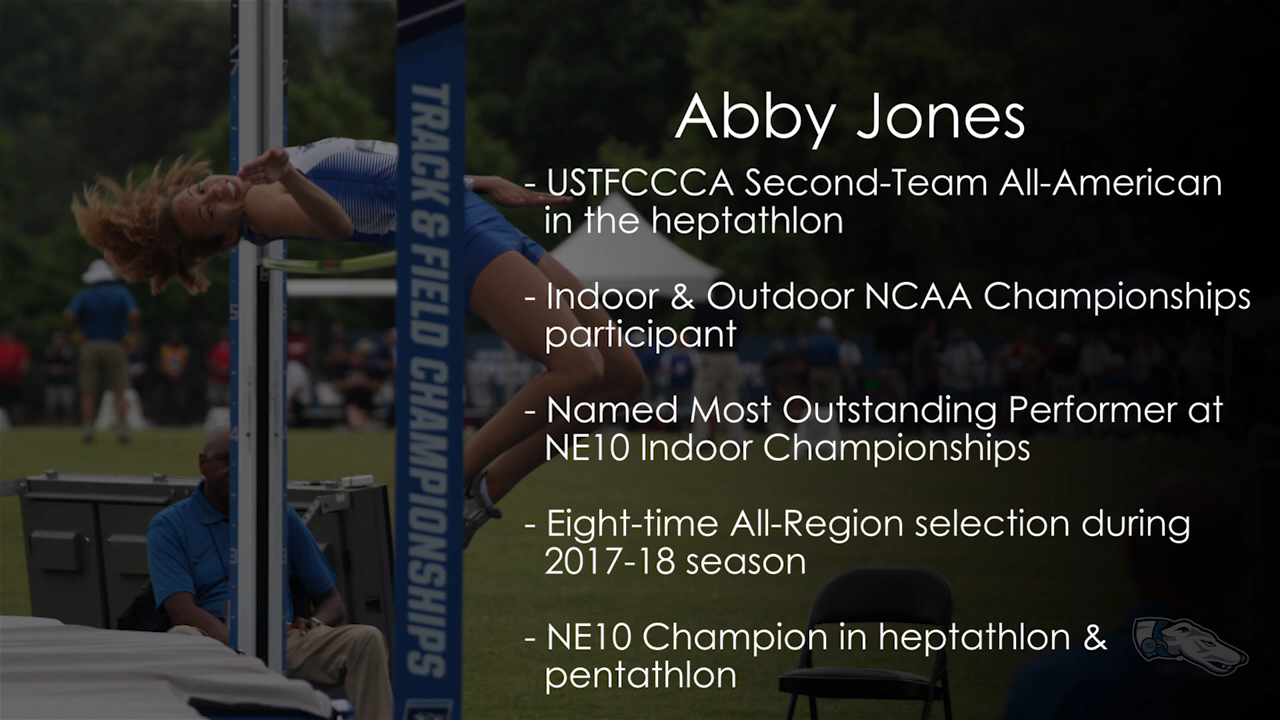 Abby Jones
- USTFCCCA Second-Team All-American
in the heptathlon
- Indoor & Outdoor NCAA Championships
participant
- Named Most Outstanding Performer at
NE10 Indoor Championships
- Eight-time All-Region selection during
2017-18 season
- NE10 Champion in heptathlon &
pentathlon
TRACK & FIELD CHAMPIONSHIPS